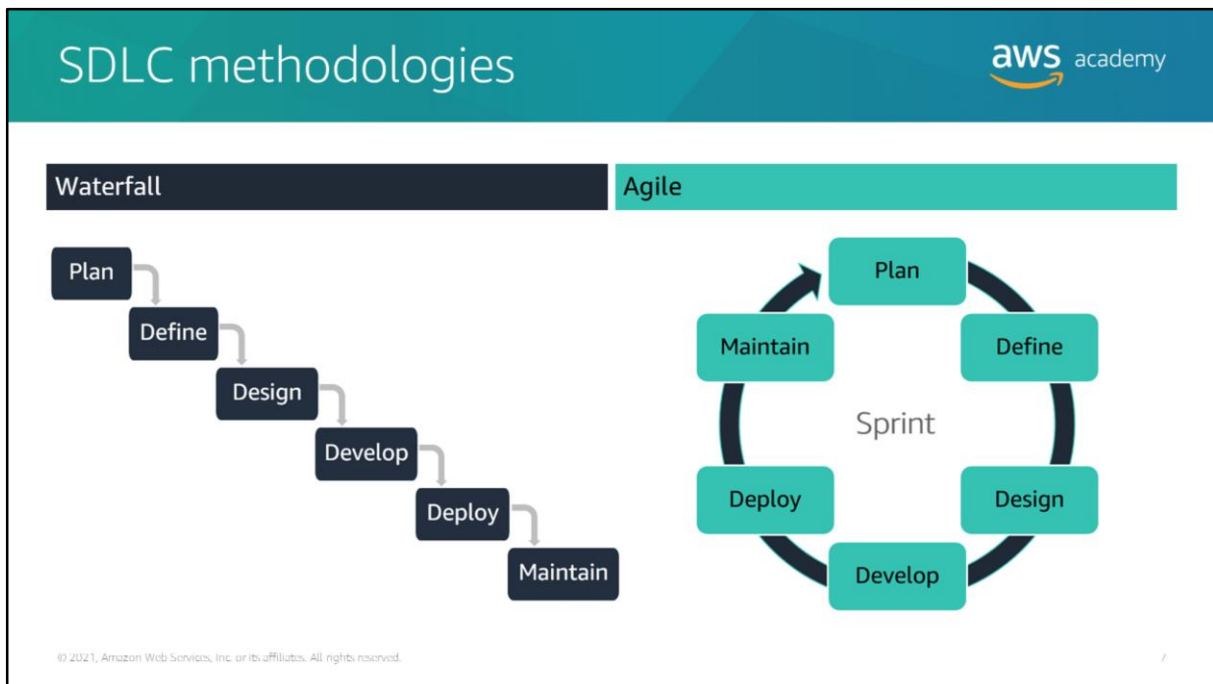 SDLC methodologies
aws academy
Waterfall
Agile
Plan
Define
Design
Develop
Deploy
Maintain
Plan
Define
Design
Develop
Deploy
Maintain
Sprint
© 2021, Amazon Web Services, Inc. or its affiliates. All rights reserved.
7